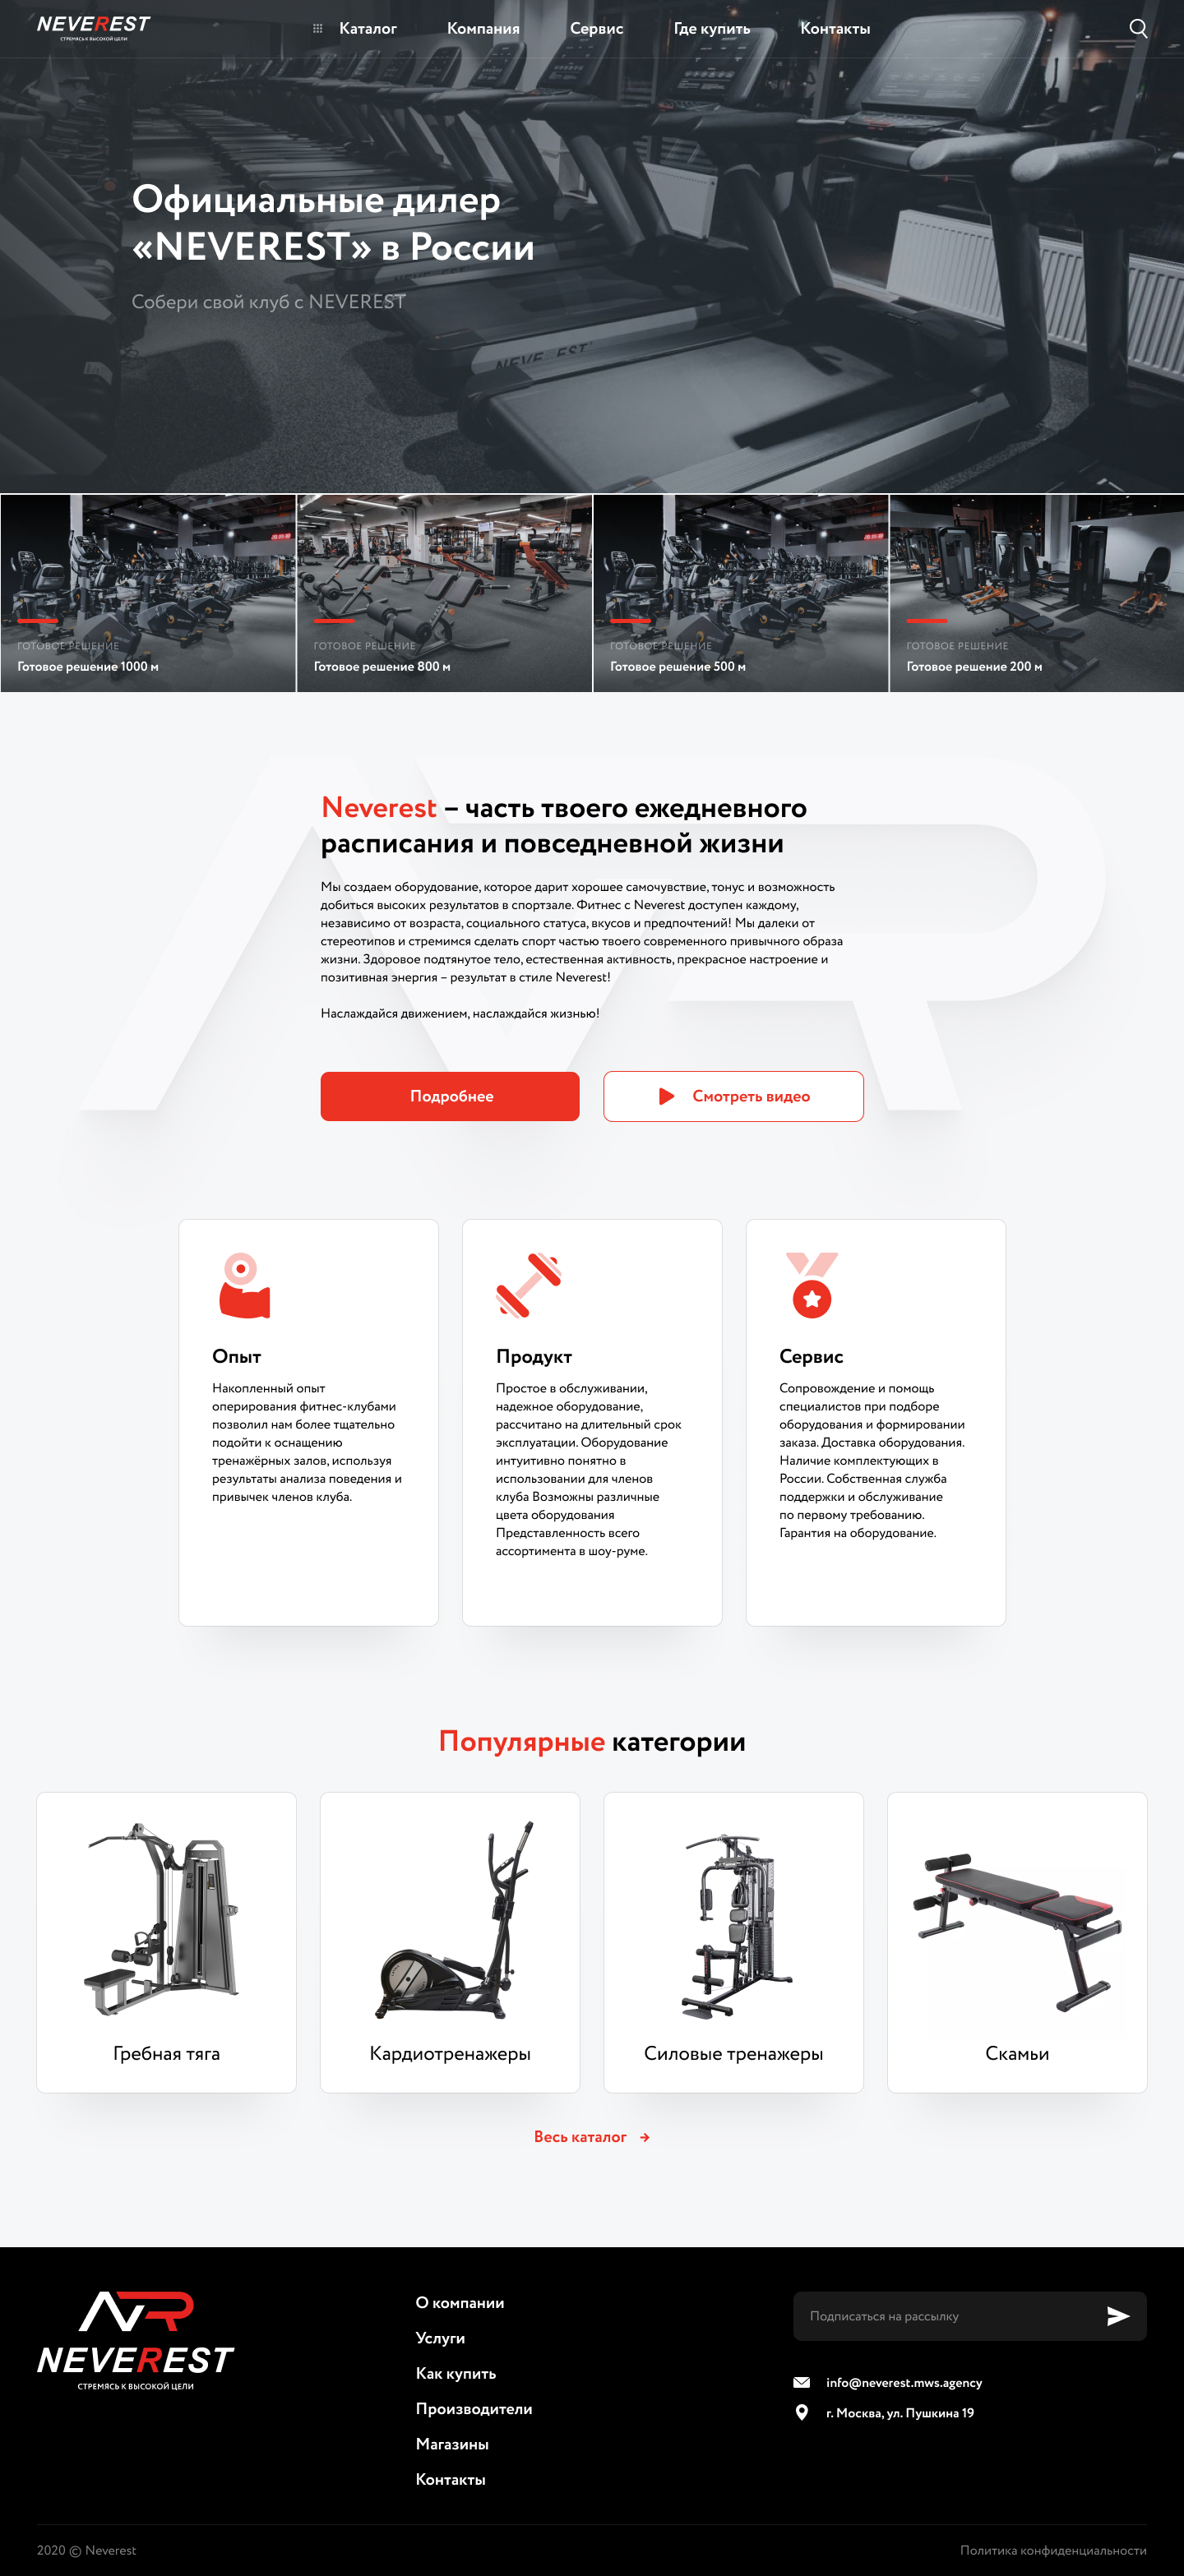 NEVEREST
СТРЕМЯСЬ К ВЫСОКОЙ ЦЕЛИ
Каталог
Компания
Сервис
Где купить
Контакты
Официальные дилер
«NEVEREST» в России
Собери свой клуб с NEVEREST
NEVEREST
ГОТОВОЕ РЕШЕНИЕ
Готовое решение 1000 м
ГОТОВОЕ РЕШЕНИЕ
Готовое решение 800 м
ГОТОВОЕ РЕШЕНИЕ
Готовое решение 500 м
ГОТОВОЕ РЕШЕНИЕ
Готовое решение 200 м
Neverest – часть твоего ежедневного
расписания и повседневной жизни
Мы создаем оборудование, которое дарит хорошее самочувствие, тонус и возможность
добиться высоких результатов в спортзале. Фитнес с Neverest доступен каждому,
независимо от возраста, социального статуса, вкусов и предпочтений! Мы далеки от
стереотипов и стремимся сделать спорт частью твоего современного привычного образа
жизни. Здоровое подтянутое тело, естественная активность, прекрасное настроение и
позитивная энергия – результат в стиле Neverest!
Наслаждайся движением, наслаждайся жизнью!
Подробнее
Смотреть видео
Опыт
Накопленный опыт
оперирования фитнес-клубами
позволил нам более тщательно
подойти к оснащению
тренажёрных залов, используя
результаты анализа поведения и
привычек членов клуба.
Продукт
Простое в обслуживании,
надежное оборудование,
рассчитано на длительный срок
эксплуатации. Оборудование
интуитивно понятно в
использовании для членов
клуба Возможны различные
цвета оборудования
Представленность всего
ассортимента в шоу-руме.
Сервис
Сопровождение и помощь
специалистов при подборе
оборудования и формировании
заказа. Доставка оборудования.
Наличие комплектующих в
России. Собственная служба
поддержки и обслуживание
по первому требованию.
Гарантия на оборудование.
Популярные категории
Гребная тяга
Кардиотренажеры
Силовые тренажеры
Скамьи
Весь каталог
NEVEREST
СТРЕМЯСЬ К ВЫСОКОЙ ЦЕЛИ
О компании
Услуги
Как купить
Производители
Магазины
Контакты
Подписаться на рассылку
info@neverest.mws.agency
г. Москва, ул. Пушкина 19
2020 © Neverest
Политика конфиденциальности